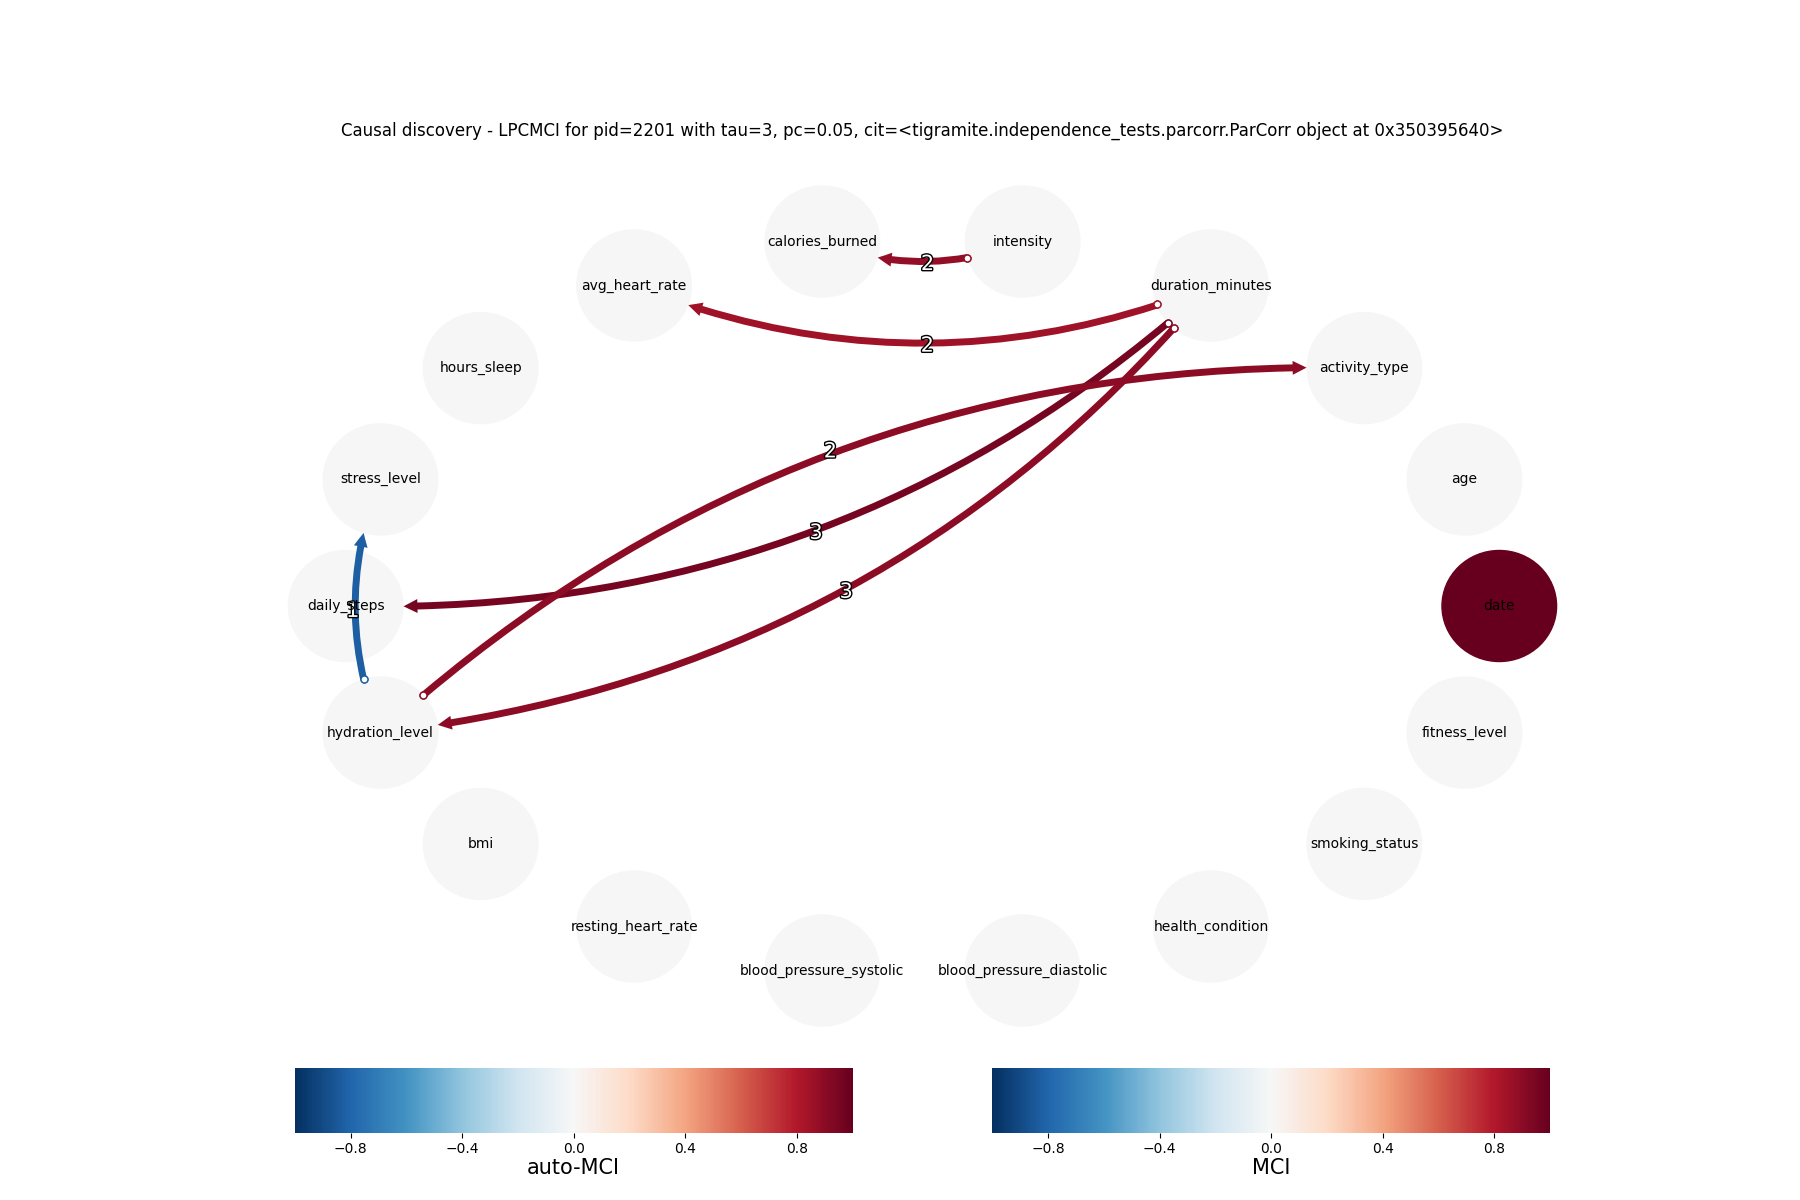 Causal discovery - LPCMCI for pid=2201 with tau=3, pc=0.05, cit=<tigramite.independence_tests.parcorr.ParCorr object at 0x350395640>
calories_burned
intensity
2
avg_heart_rate
duration_minutes
2
hours_sleep
activity_type
2
stress_level
age
3
3
daily_steps
1
date
hydration_level
fitness_level
bmi
smoking_status
resting_heart_rate
health_condition
blood_pressure_systolic
blood_pressure_diastolic
−0.8 −0.4 0.0 0.4 0.8
auto-MCI
−0.8 −0.4 0.0 0.4 0.8
MCI